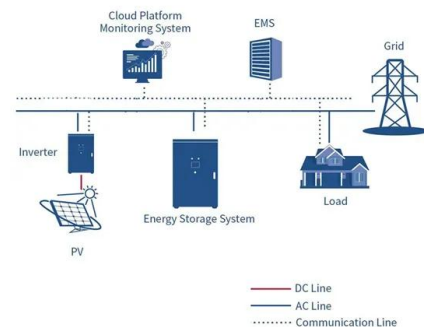 Cloud Platform
Monitoring System
EMS
Grid
Inverter
Energy Storage System
Load
PV
DC Line
AC Line
Communication Line